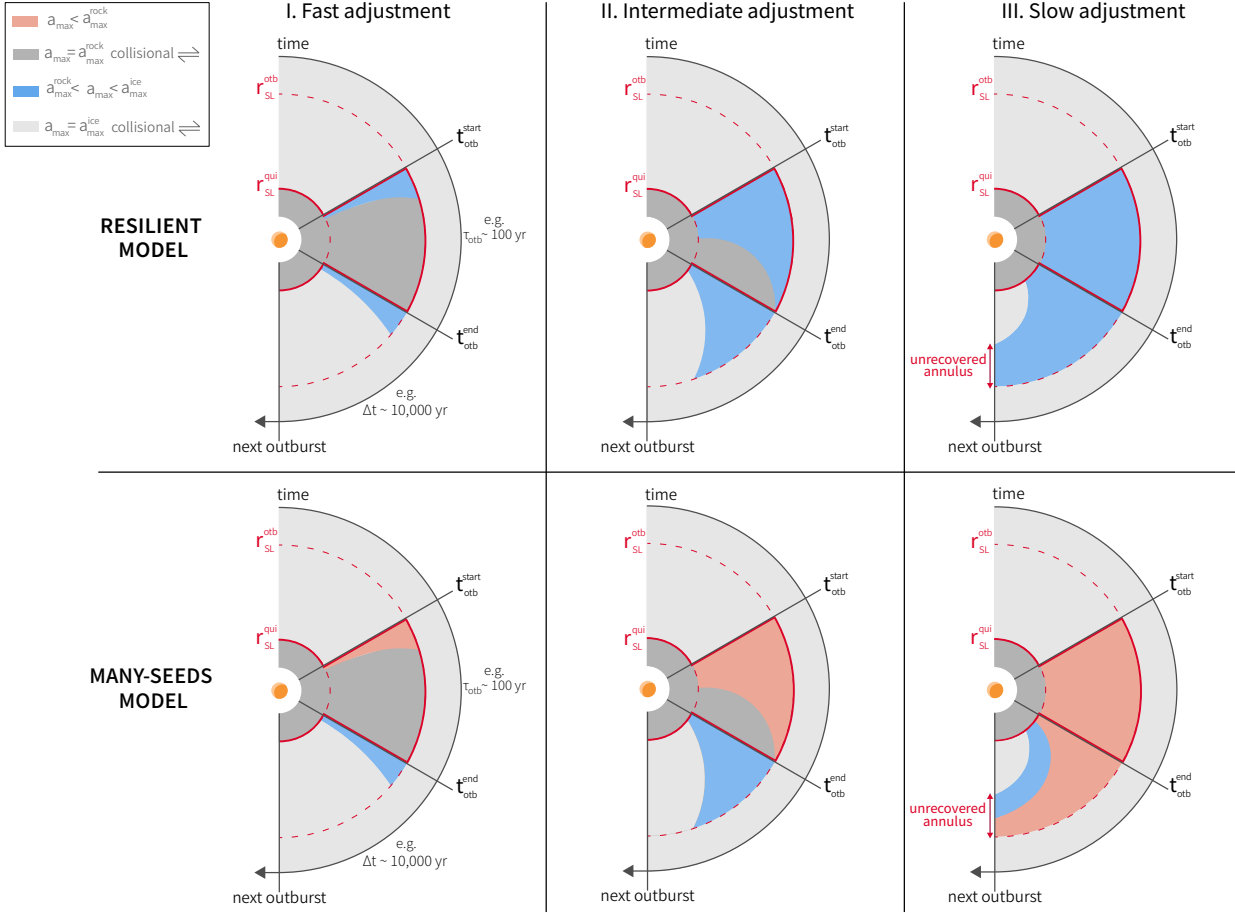 I. Fast adjustment
II. Intermediate adjustment
III. Slow adjustment
a_max < a_max^rock
a_max = a_max^rock collisional ⇌
a_max^rock < a_max < a_max^ice
a_max = a_max^ice collisional ⇌
RESILIENT
MODEL
time
r_SL^otb
r_SL^qui
t_otb^start
e.g.
τ_otb ~ 100 yr
t_otb^end
e.g.
Δt ~ 10,000 yr
next outburst
time
r_SL^otb
r_SL^qui
t_otb^start
t_otb^end
next outburst
time
r_SL^otb
r_SL^qui
t_otb^start
t_otb^end
unrecovered
annulus
next outburst
MANY-SEEDS
MODEL
time
r_SL^otb
r_SL^qui
t_otb^start
e.g.
τ_otb ~ 100 yr
t_otb^end
e.g.
Δt ~ 10,000 yr
next outburst
time
r_SL^otb
r_SL^qui
t_otb^start
t_otb^end
next outburst
time
r_SL^otb
r_SL^qui
t_otb^start
t_otb^end
unrecovered
annulus
next outburst